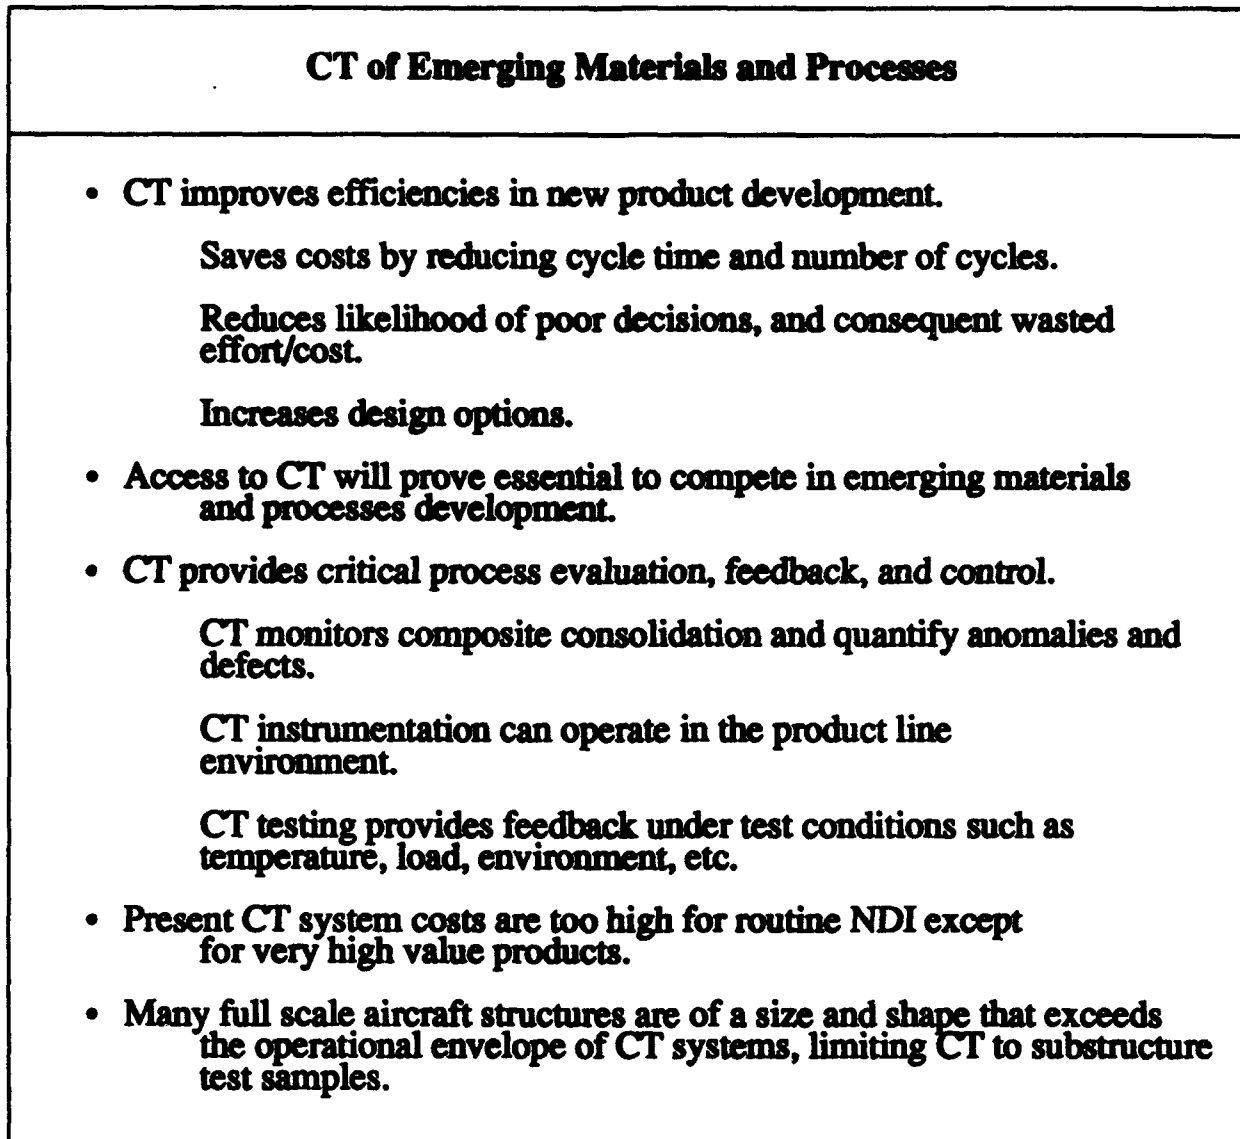 CT of Emerging Materials and Processes
• CT improves efficiencies in new product development.
Saves costs by reducing cycle time and number of cycles.
Reduces likelihood of poor decisions, and consequent wasted
effort/cost.
Increases design options.
• Access to CT will prove essential to compete in emerging materials
and processes development.
• CT provides critical process evaluation, feedback, and control.
CT monitors composite consolidation and quantify anomalies and
defects.
CT instrumentation can operate in the product line
environment.
CT testing provides feedback under test conditions such as
temperature, load, environment, etc.
• Present CT system costs are too high for routine NDI except
for very high value products.
• Many full scale aircraft structures are of a size and shape that exceeds
the operational envelope of CT systems, limiting CT to substructure
test samples.